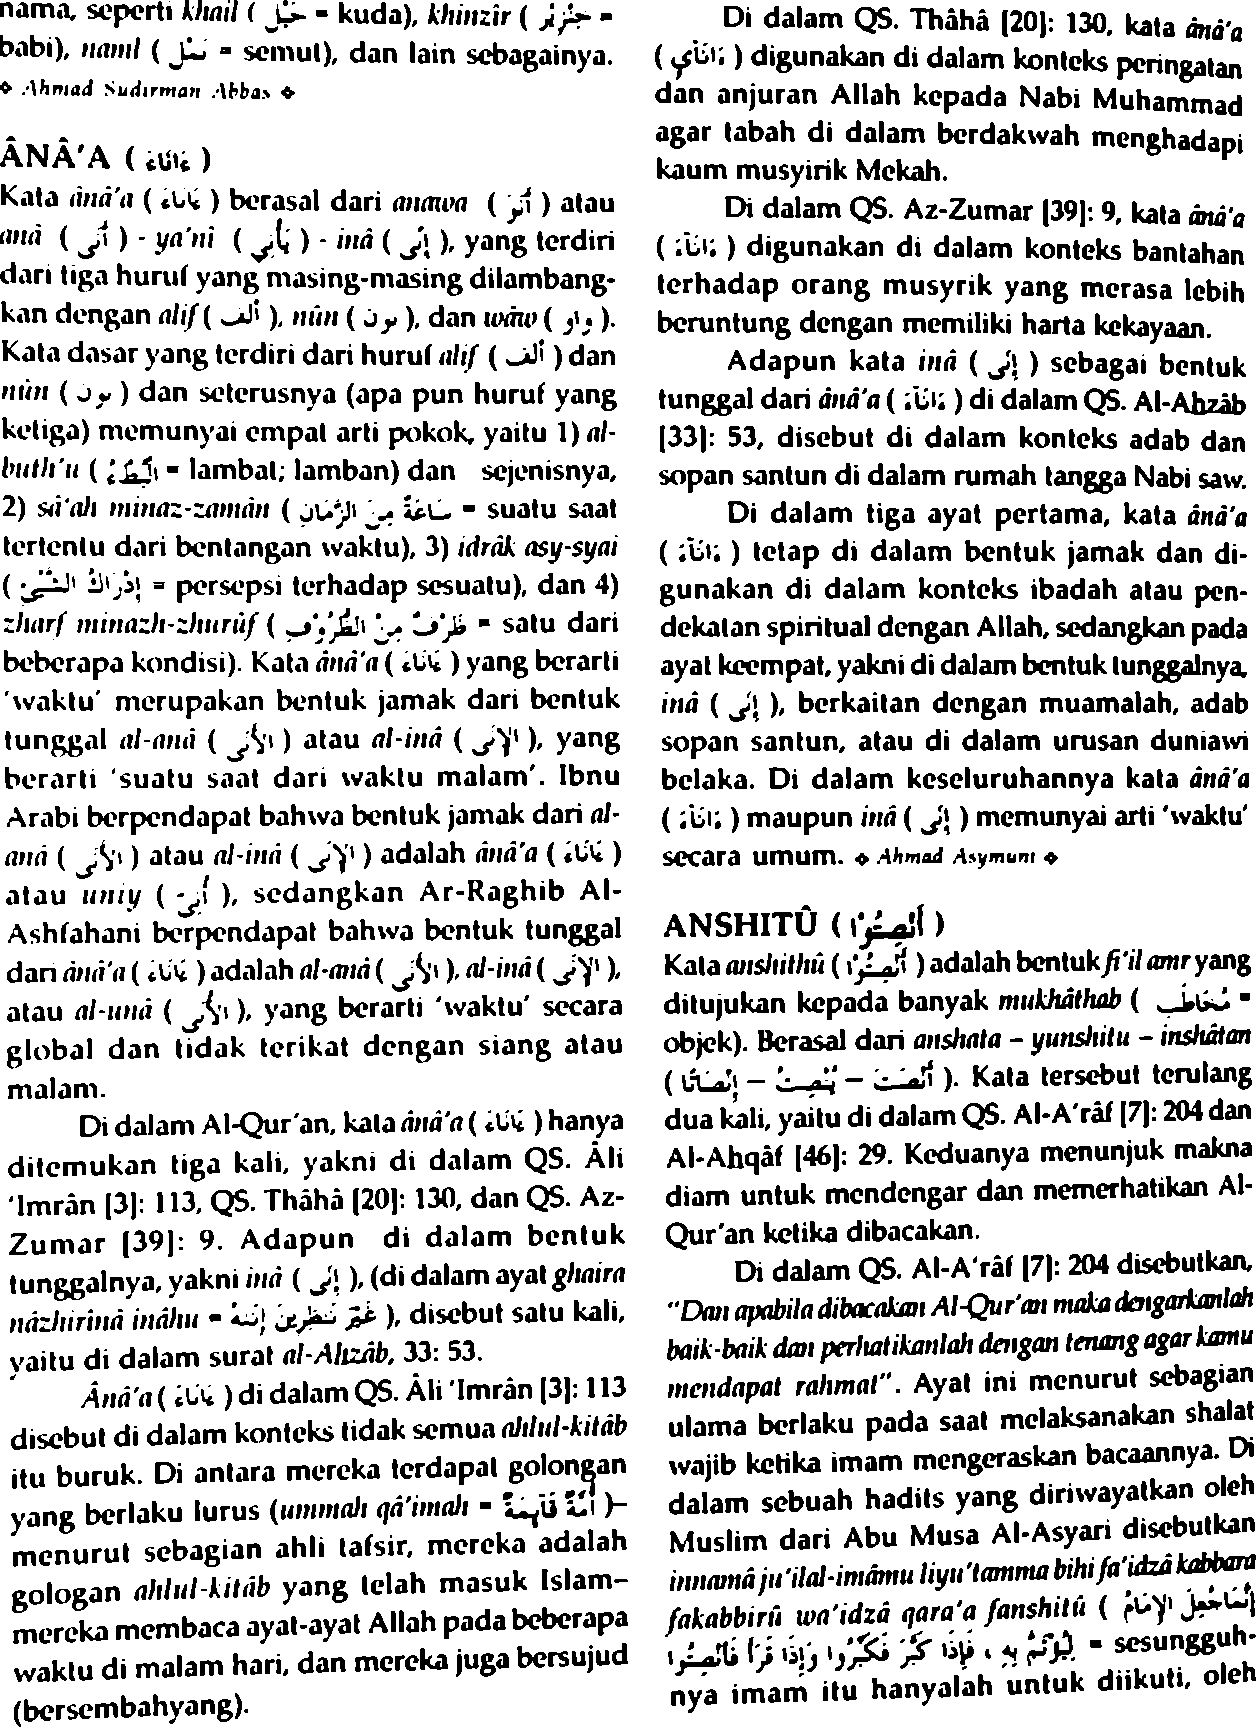 nama, seperti khail ( خَيْل = kuda), khinzîr ( خِنْزِيْر =
babi), naml ( نَمْل = semut), dan lain sebagainya.
❖ Ahmad Sudirman Abbas ❖
ÂNÂ'A ( ءَانَاءَ )
Kata ânâ'a ( ءَانَاءَ ) berasal dari anawa ( أَنَوَ ) atau
anâ ( أَنَى ) - ya'nî ( يَأْنِي ) - inâ ( إِنًى ), yang terdiri
dari tiga huruf yang masing-masing dilambang-
kan dengan alif ( ألف ), nûn ( نون ), dan wâw ( واو ).
Kata dasar yang terdiri dari huruf alif ( ألف ) dan
nûn ( نون ) dan seterusnya (apa pun huruf yang
ketiga) memunyai empat arti pokok, yaitu 1) al-
buth'u ( اَلْبُطْءُ = lambat; lamban) dan sejenisnya,
2) sâ'ah minaz-zamân ( سَاعَةٌ مِنَ الزَّمَانِ = suatu saat
tertentu dari bentangan waktu), 3) idrâk asy-syai
( إِدْرَاكُ الشَّيْئِ = persepsi terhadap sesuatu), dan 4)
zharf minazh-zhurûf ( ظَرْفٌ مِنَ الظُّرُوْفِ = satu dari
beberapa kondisi). Kata ânâ'a ( ءَانَاءَ ) yang berarti
'waktu' merupakan bentuk jamak dari bentuk
tunggal al-anâ ( الأَنَى ) atau al-inâ ( الإِنَى ), yang
berarti 'suatu saat dari waktu malam'. Ibnu
Arabi berpendapat bahwa bentuk jamak dari al-
anâ ( الأَنَى ) atau al-inâ ( الإِنَى ) adalah ânâ'a ( ءَانَاءَ )
atau uniy ( أُنِيّ ), sedangkan Ar-Raghib Al-
Ashfahani berpendapat bahwa bentuk tunggal
dari ânâ'a ( ءَانَاءَ ) adalah al-anâ ( الأَنَى ), al-inâ ( الإِنَى ),
atau al-unâ ( الأُنَى ), yang berarti 'waktu' secara
global dan tidak terikat dengan siang atau
malam.
Di dalam Al-Qur'an, kata ânâ'a ( ءَانَاءَ ) hanya
ditemukan tiga kali, yakni di dalam QS. Âli
'Imrân [3]: 113, QS. Thâhâ [20]: 130, dan QS. Az-
Zumar [39]: 9. Adapun di dalam bentuk
tunggalnya, yakni inâ ( إِنَى ), (di dalam ayat ghaira
nâzhirînâ inâhu = غَيْرَ نَاظِرِيْنَ إِنَاهُ ), disebut satu kali,
yaitu di dalam surat al-Ahzâb, 33: 53.
Ânâ'a ( ءَانَاءَ ) di dalam QS. Âli 'Imrân [3]: 113
disebut di dalam konteks tidak semua ahlul-kitâb
itu buruk. Di antara mereka terdapat golongan
yang berlaku lurus (ummah qâ'imah = أُمَّةٌ قَائِمَةٌ )–
menurut sebagian ahli tafsir, mereka adalah
gologan ahlul-kitâb yang telah masuk Islam–
mereka membaca ayat-ayat Allah pada beberapa
waktu di malam hari, dan mereka juga bersujud
(bersembahyang).
Di dalam QS. Thâhâ [20]: 130, kata ânâ'a
( ءَانَآئِ ) digunakan di dalam konteks peringatan
dan anjuran Allah kepada Nabi Muhammad
agar tabah di dalam berdakwah menghadapi
kaum musyirik Mekah.
Di dalam QS. Az-Zumar [39]: 9, kata ânâ'a
( ءَانَآءَ ) digunakan di dalam konteks bantahan
terhadap orang musyrik yang merasa lebih
beruntung dengan memiliki harta kekayaan.
Adapun kata inâ ( إِنَى ) sebagai bentuk
tunggal dari ânâ'a ( ءَانَآءَ ) di dalam QS. Al-Ahzâb
[33]: 53, disebut di dalam konteks adab dan
sopan santun di dalam rumah tangga Nabi saw.
Di dalam tiga ayat pertama, kata ânâ'a
( ءَانَآءَ ) tetap di dalam bentuk jamak dan di-
gunakan di dalam konteks ibadah atau pen-
dekatan spiritual dengan Allah, sedangkan pada
ayat keempat, yakni di dalam bentuk tunggalnya,
inâ ( إِنَى ), berkaitan dengan muamalah, adab
sopan santun, atau di dalam urusan duniawi
belaka. Di dalam keseluruhannya kata ânâ'a
( ءَانَآءَ ) maupun inâ ( إِنَى ) memunyai arti 'waktu'
secara umum. ❖ Ahmad Asymuni ❖
ANSHITÛ ( أَنْصِتُوْا )
Kata anshithû ( أَنْصِتُوْا ) adalah bentuk fi'il amr yang
ditujukan kepada banyak mukhâthab ( مُخَاطَب =
objek). Berasal dari anshata – yunshitu – inshâtan
( أَنْصَتَ – يُنْصِتُ – إِنْصَاتًا ). Kata tersebut terulang
dua kali, yaitu di dalam QS. Al-A'râf [7]: 204 dan
Al-Ahqâf [46]: 29. Keduanya menunjuk makna
diam untuk mendengar dan memerhatikan Al-
Qur'an ketika dibacakan.
Di dalam QS. Al-A'râf [7]: 204 disebutkan,
"Dan apabila dibacakan Al-Qur'an maka dengarkanlah
baik-baik dan perhatikanlah dengan tenang agar kamu
mendapat rahmat". Ayat ini menurut sebagian
ulama berlaku pada saat melaksanakan shalat
wajib ketika imam mengeraskan bacaannya. Di
dalam sebuah hadits yang diriwayatkan oleh
Muslim dari Abu Musa Al-Asyari disebutkan
innamâ ju'ilal-imâmu liyu'tamma bihi fa'idzâ kabbara
fakabbirû wa'idzâ qara'a fanshitû ( إِنَّمَا جُعِلَ الإِمَامُ
لِيُؤْتَمَّ بِهِ ، فَإِذَا كَبَّرَ فَكَبِّرُوا وَإِذَا قَرَأَ فَأَنْصِتُوا = sesungguh-
nya imam itu hanyalah untuk diikuti, oleh